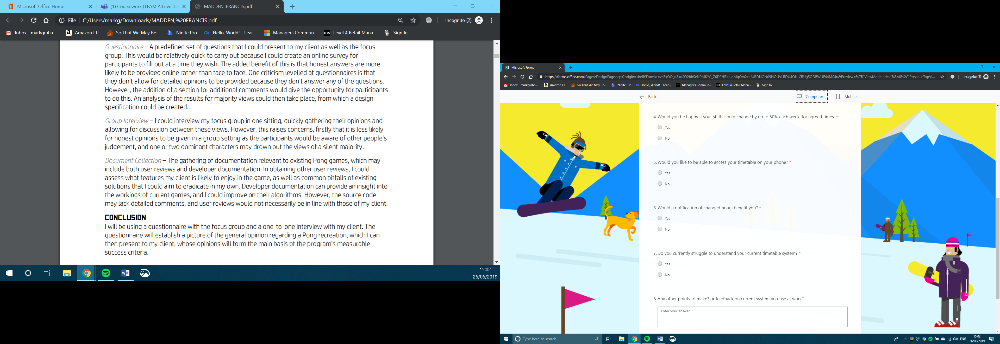 Microsoft Office Home
(1) Coursework (TEAM A Level CS
MADDEN, FRANCIS.pdf
File
C:/Users/markg/Downloads/MADDEN,%20FRANCIS.pdf
Incognito (2)
Inbox - markgraha...
Amazon LTT
So That We May Be...
Ninite Pro
C# Hello, World! - Lear...
Managers Commun...
Level 4 Retail Mana...
Sign In
Questionnaire – A predefined set of questions that I could present to my client as well as the focus
group. This would be relatively quick to carry out because I could create an online survey for
participants to fill out at a time they wish. The added benefit of this is that honest answers are more
likely to be provided online rather than face to face. One criticism levelled at questionnaires is that
they don't allow for detailed opinions to be provided because they don't answer any of the questions.
However, the addition of a section for additional comments would give the opportunity for participants
to do this. An analysis of the results for majority views could then take place, from which a design
specification could be created.
Group Interview – I could interview my focus group in one sitting, quickly gathering their opinions and
allowing for discussion between these views. However, this raises concerns, firstly that it is less likely
for honest opinions to be given in a group setting as the participants would be aware of other people's
judgement, and one or two dominant characters may drown out the views of a silent majority.
Document Collection – The gathering of documentation relevant to existing Pong games, which may
include both user reviews and developer documentation. In obtaining other user reviews, I could
assess what features my client is likely to enjoy in the game, as well as common pitfalls of existing
solutions that I could aim to eradicate in my own. Developer documentation can provide an insight into
the workings of current games, and I could improve on their algorithms. However, the source code
may lack detailed comments, and user reviews would not necessarily be in line with those of my client.
CONCLUSION
I will be using a questionnaire with the focus group and a one-to-one interview with my client. The
questionnaire will establish a picture of the general opinion regarding a Pong recreation, which I can
then present to my client, whose opinions will form the main basis of the program's measurable
success criteria.
15:02
26/06/2019
Microsoft Forms
Incognito (2)
Inbox - markgraha...
Amazon LTT
So That We May Be...
Ninite Pro
C# Hello, World! - Lear...
Managers Commun...
Level 4 Retail Mana...
Sign In
Back
Computer
Mobile
4. Would you be happy if your shifts could change by up to 50% each week, for agreed times. *
Yes
No
5. Would you like to be able to access your timetable on your phone? *
Yes
No
6. Would a notification of changed hours benefit you? *
Yes
No
7. Do you currently struggle to understand your current timetable system? *
Yes
No
8. Any other points to make? or feedback on current system you use at work?
Enter your answer
Type here to search
ENG
15:02
26/06/2019